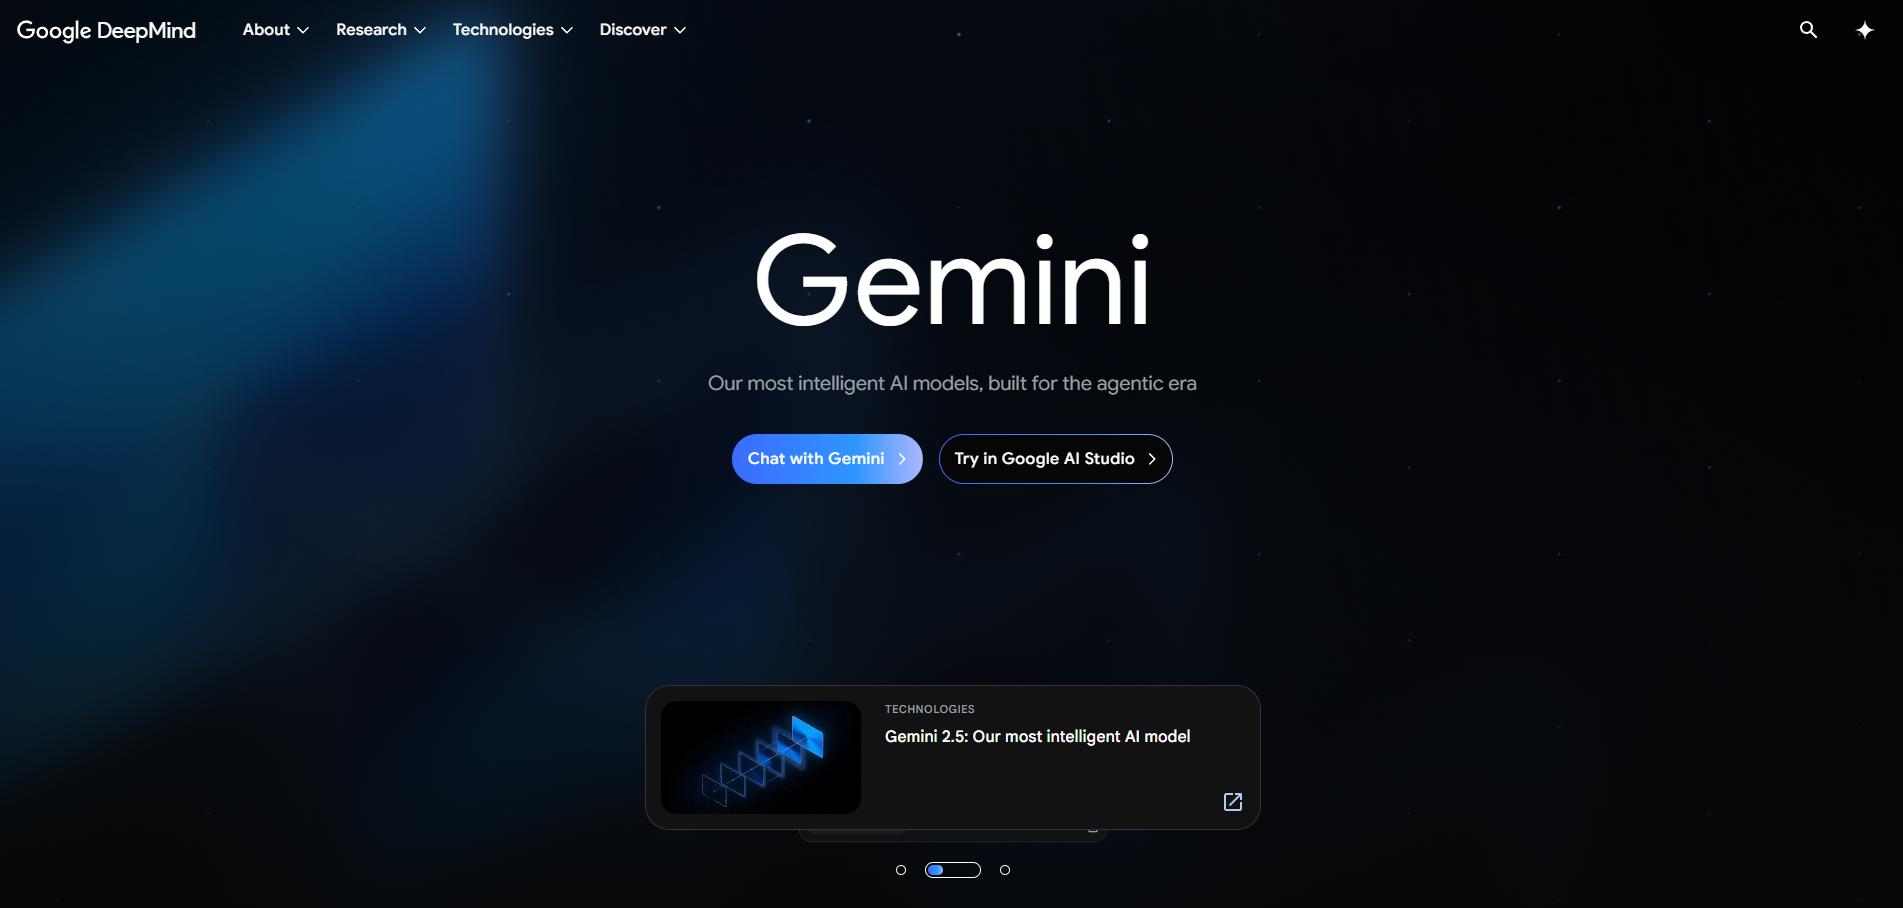 Google DeepMind
About
Research
Technologies
Discover
Gemini
Our most intelligent AI models, built for the agentic era
Chat with Gemini
Try in Google AI Studio
TECHNOLOGIES
Gemini 2.5: Our most intelligent AI model